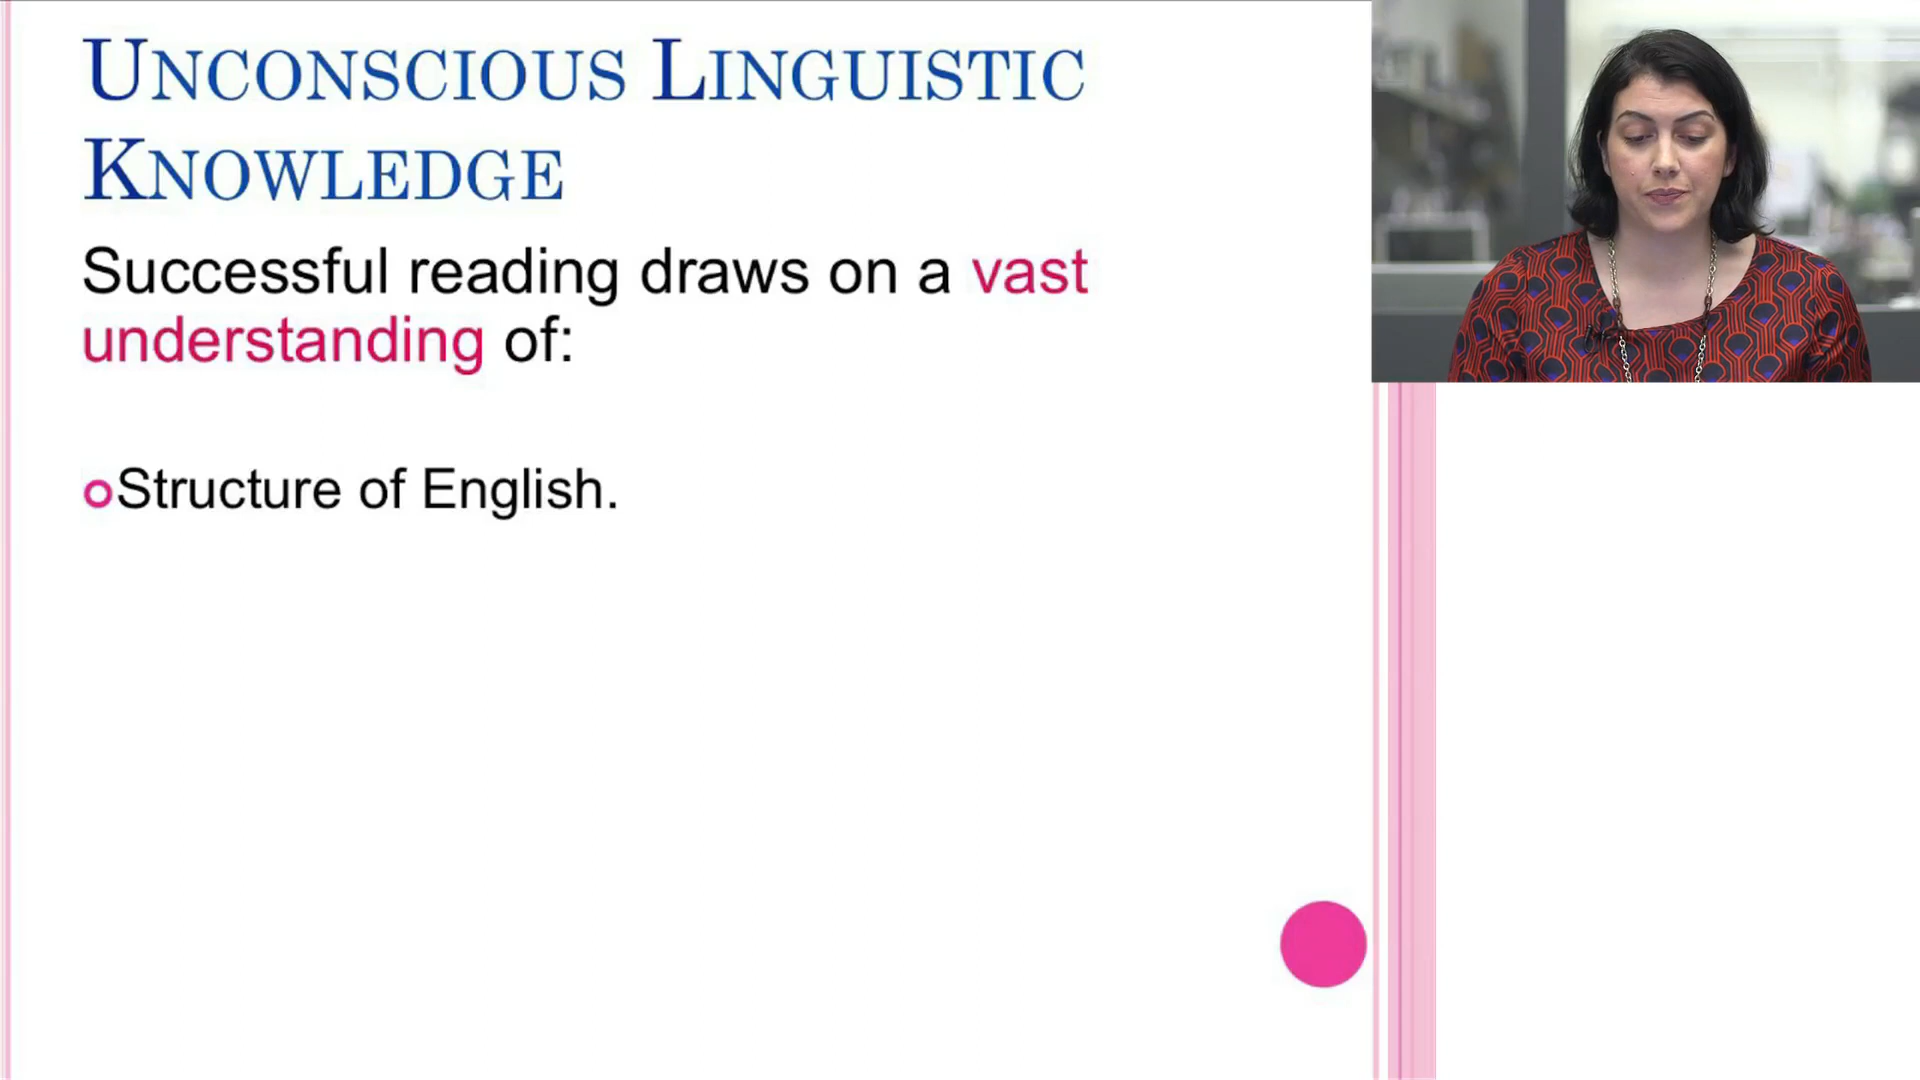 UNCONSCIOUS LINGUISTIC
KNOWLEDGE
Successful reading draws on a vast
understanding of:
Structure of English.